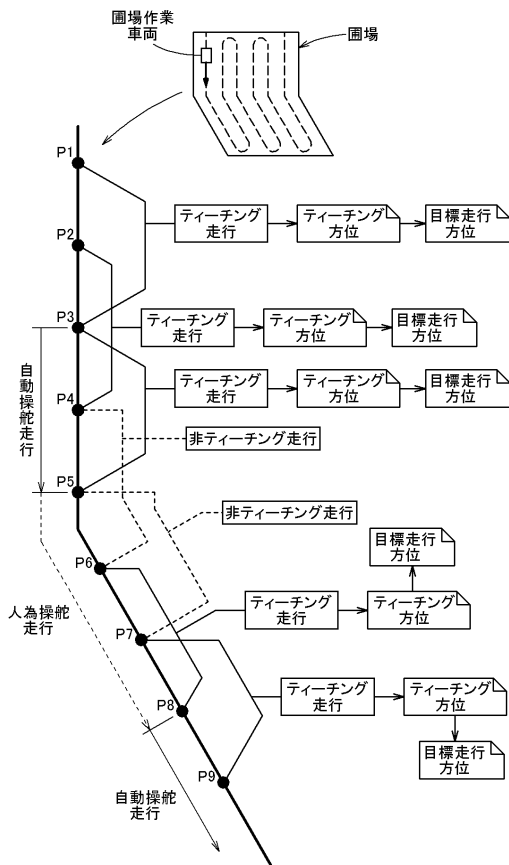 圃場作業
車両
圃場
P1
ティーチング
走行
ティーチング
方位
目標走行
方位
P2
P3
ティーチング
走行
ティーチング
方位
目標走行
方位
自動操舵
走行
ティーチング
走行
ティーチング
方位
目標走行
方位
P4
非ティーチング走行
P5
非ティーチング走行
目標走行
方位
P6
人為操舵
走行
ティーチング
走行
ティーチング
方位
P7
ティーチング
走行
ティーチング
方位
P8
目標走行
方位
P9
自動操舵
走行